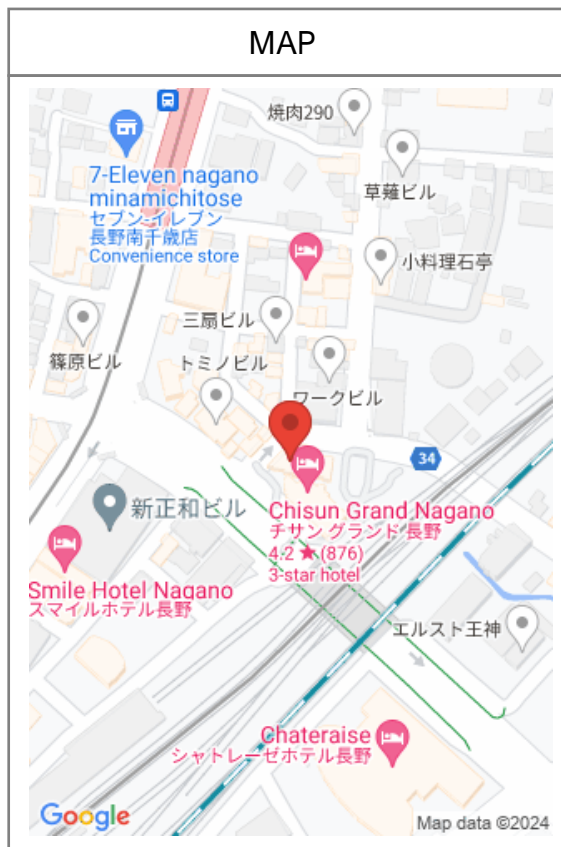 MAP
焼肉290
7-Eleven nagano
minamichitose
セブン-イレブン
長野南千歳店
Convenience store
草薙ビル
小料理石亭
三扇ビル
篠原ビル
トミノビル
ワークビル
34
新正和ビル
Chisun Grand Nagano
チサン グランド 長野
4.2 ★ (876)
3-star hotel
Smile Hotel Nagano
スマイルホテル長野
エルスト王神
Chateraise
シャトレーゼホテル長野
Google
Map data ©2024